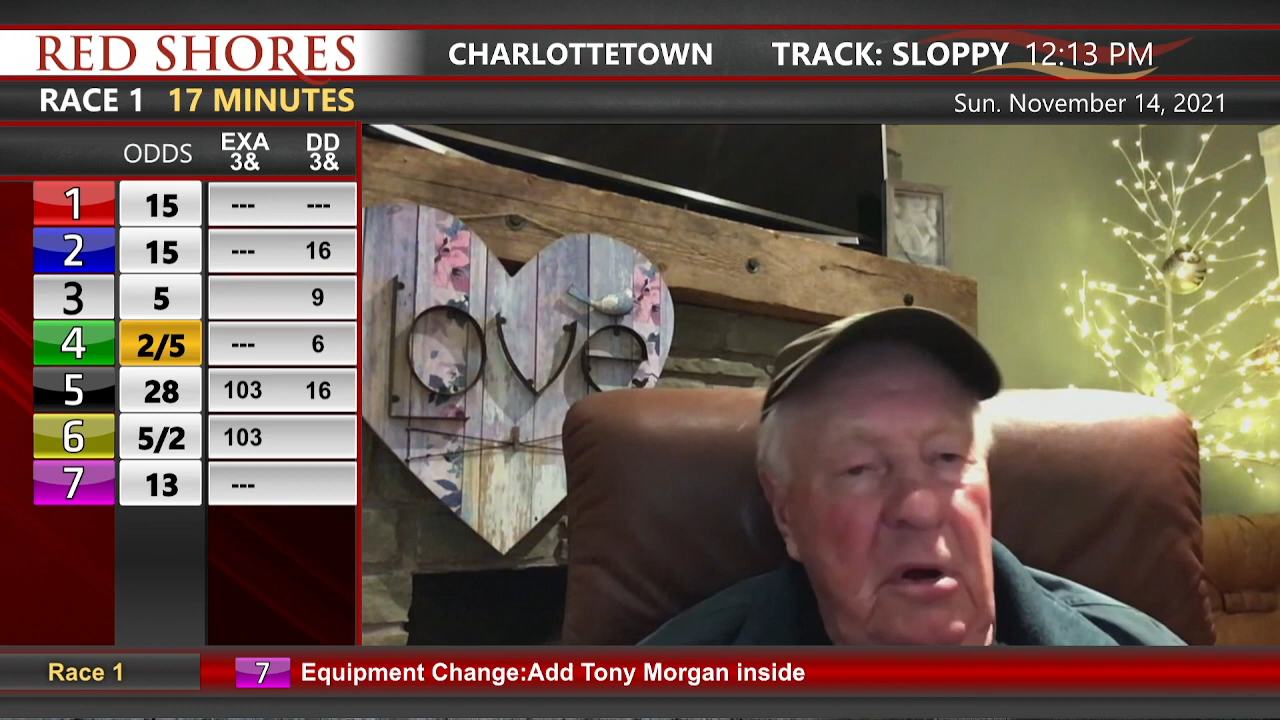 RED SHORES
CHARLOTTETOWN
TRACK: SLOPPY 12:13 PM
RACE 1 17 MINUTES
Sun. November 14, 2021
ODDS EXA 3& DD 3&
1 15 --- ---
2 15 --- 16
3 5 9
4 2/5 --- 6
5 28 103 16
6 5/2 103
7 13 ---
Love
Race 1 7 Equipment Change:Add Tony Morgan inside